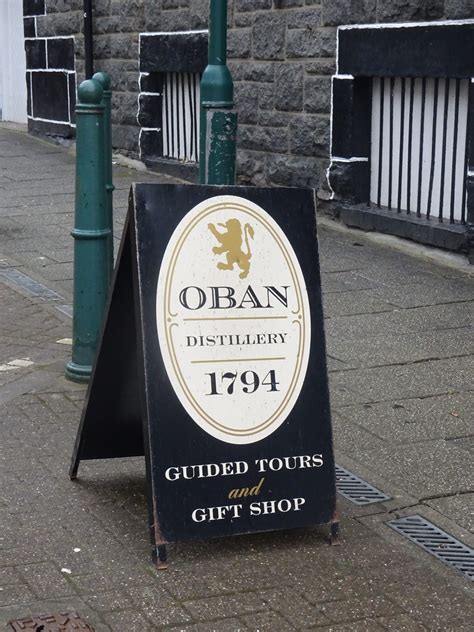 OBAN
DISTILLERY
1794
GUIDED TOURS
and
GIFT SHOP